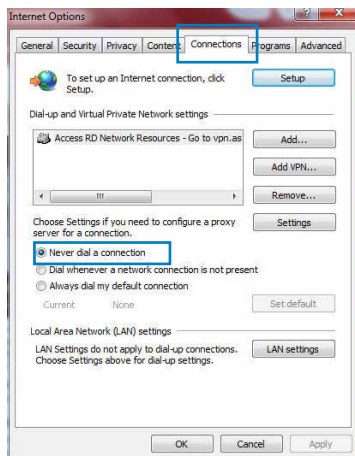 Internet Options
General Security Privacy Content Connections Programs Advanced
To set up an Internet connection, click
Setup.
Setup
Dial-up and Virtual Private Network settings
Access RD Network Resources - Go to vpn.as
Add...
Add VPN...
Remove...
Choose Settings if you need to configure a proxy
server for a connection.
Settings
Never dial a connection
Dial whenever a network connection is not present
Always dial my default connection
Current None
Set default
Local Area Network (LAN) settings
LAN Settings do not apply to dial-up connections.
Choose Settings above for dial-up settings.
LAN settings
OK Cancel Apply